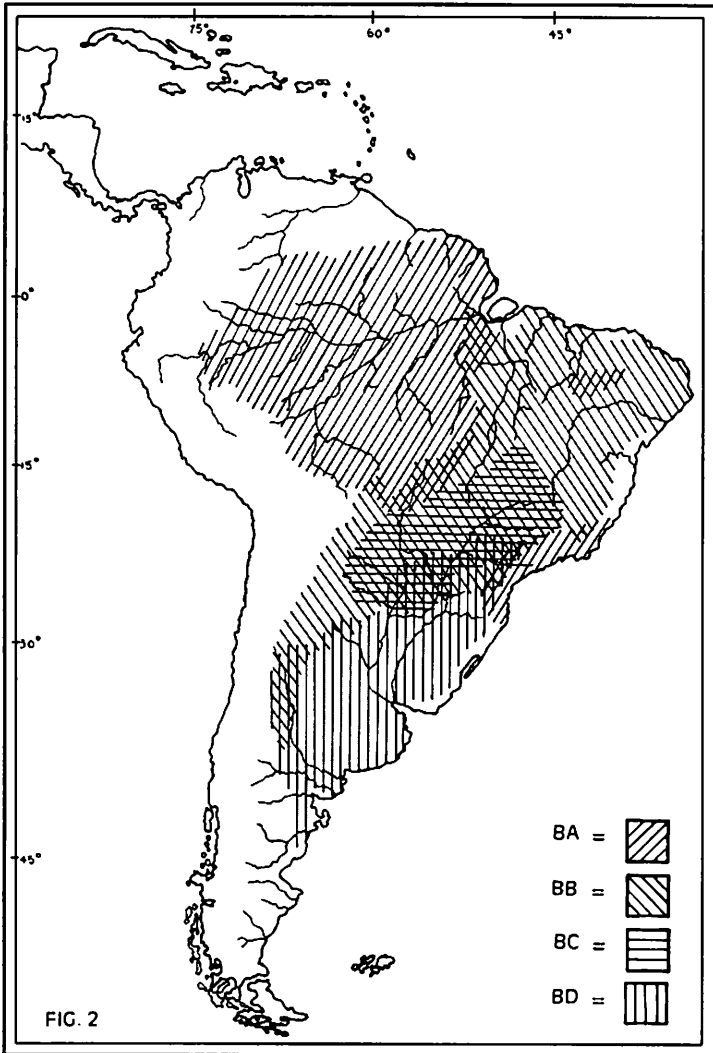 75° 60° 45°
15°
0°
15°
30°
45°
BA =
BB =
BC =
BD =
FIG. 2